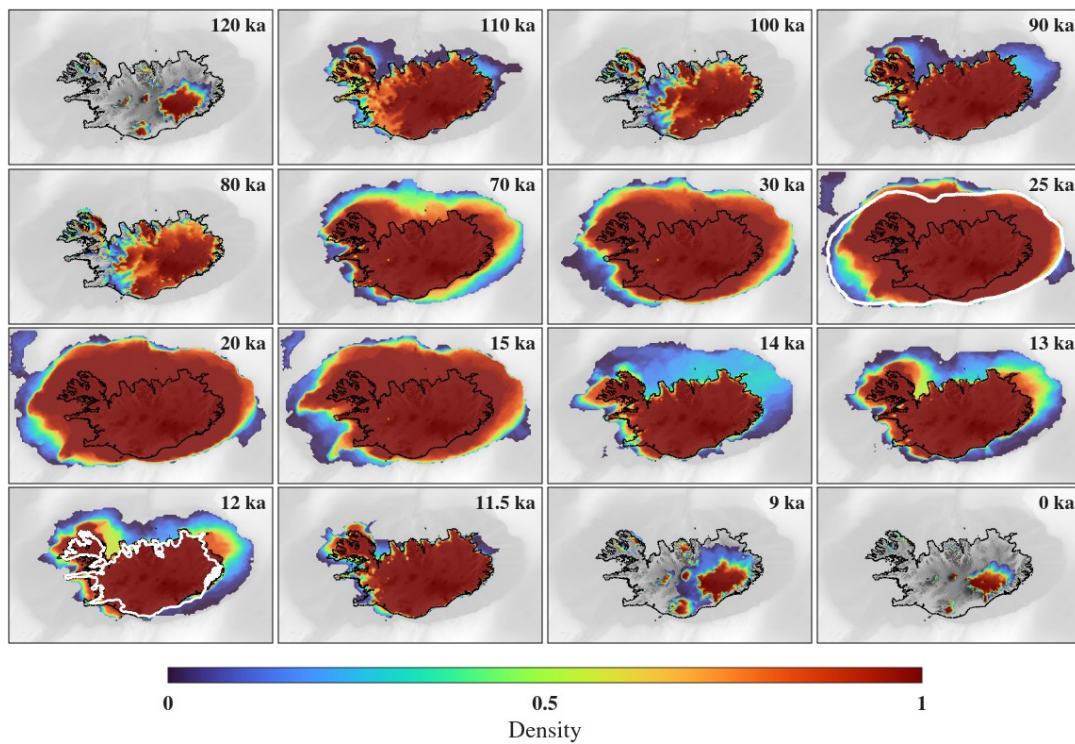 120 ka
110 ka
100 ka
90 ka
80 ka
70 ka
30 ka
25 ka
20 ka
15 ka
14 ka
13 ka
12 ka
11.5 ka
9 ka
0 ka
0
0.5
1
Density